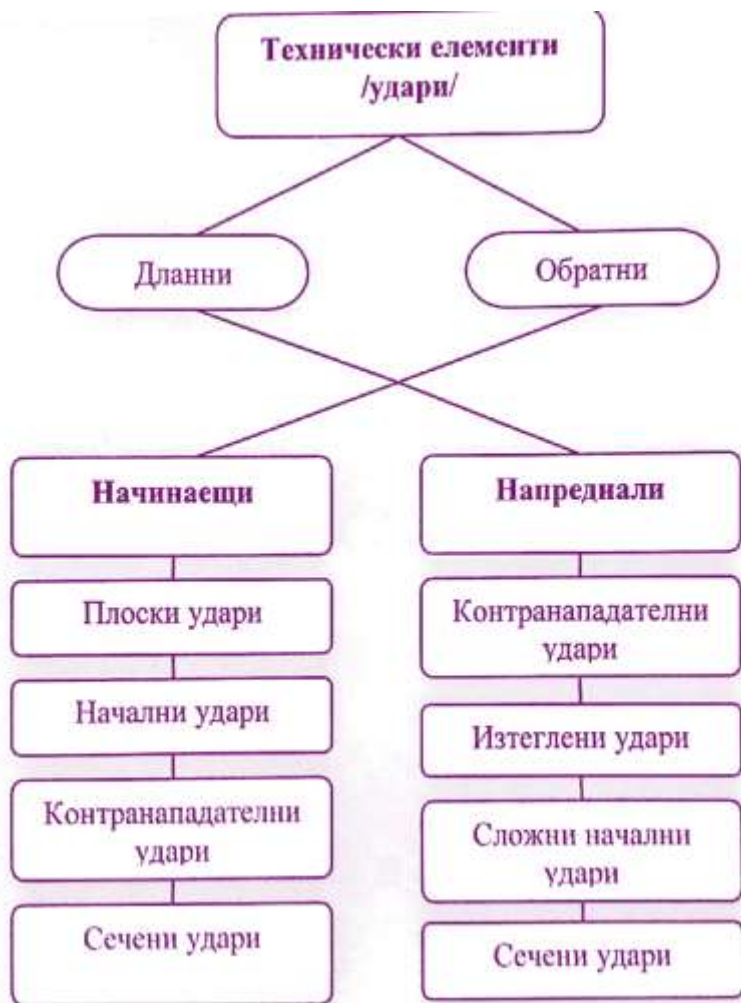 Технически елементи
/удари/
Дланни
Обратни
Начинаещи
Плоски удари
Начални удари
Контранападателни
удари
Сечени удари
Напреднали
Контранападателни
удари
Изтеглени удари
Сложни начални
удари
Сечени удари